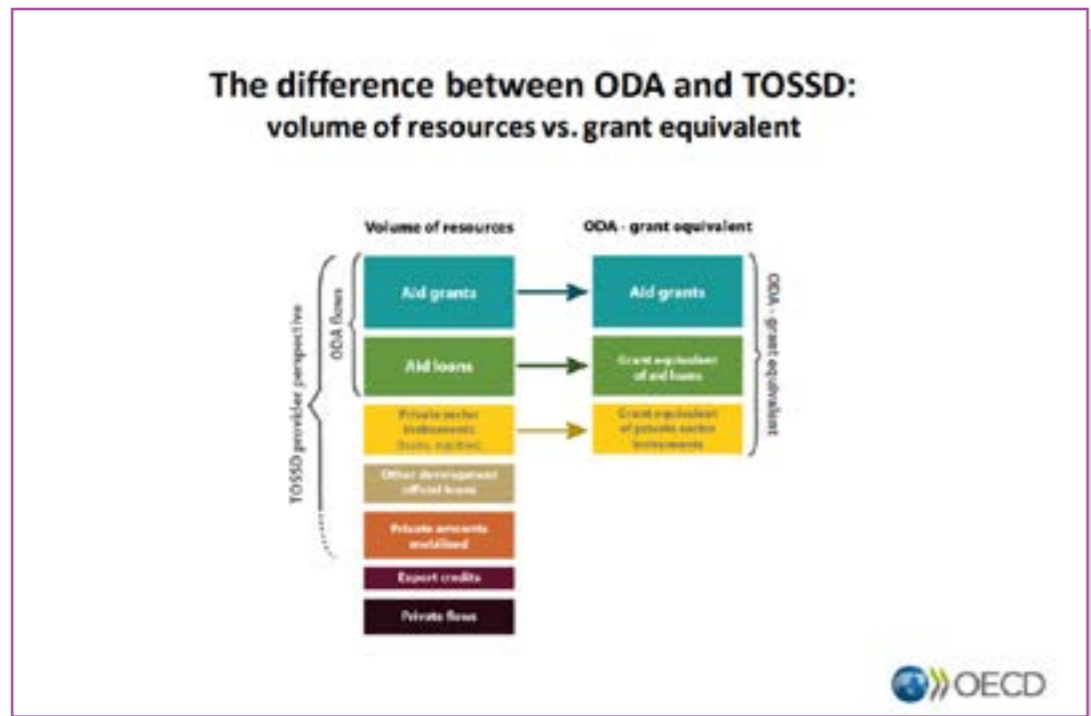 The difference between ODA and TOSSD:
volume of resources vs. grant equivalent
Volume of resources
ODA - grant equivalent
TOSSD provider perspective
ODA flows
Aid grants
Aid grants
ODA - grant equivalent
Aid loans
Grant equivalent
of aid loans
Private sector
instruments
(loans, equities)
Grant equivalent
of private sector
instruments
Other development
official loans
Private amounts
mobilised
Export credits
Private flows
OECD